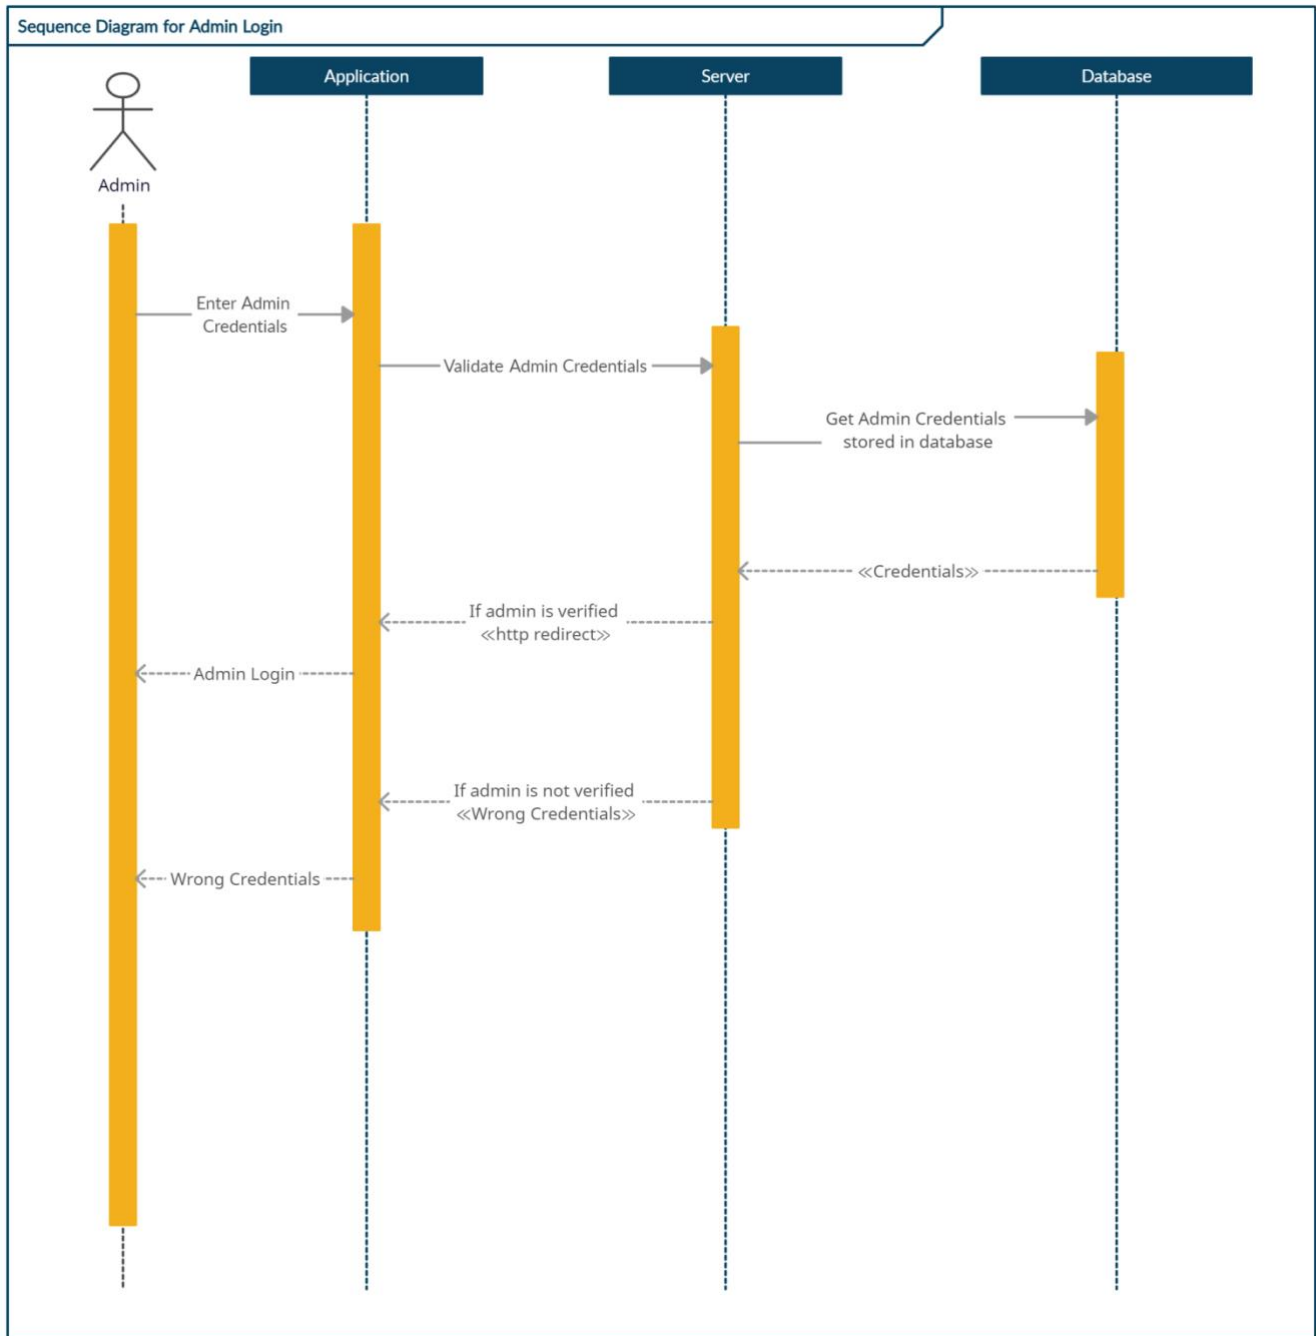 Sequence Diagram for Admin Login
Application
Server
Database
Admin
Enter Admin
Credentials
Validate Admin Credentials
Get Admin Credentials
stored in database
≪Credentials≫
If admin is verified
≪http redirect≫
Admin Login
If admin is not verified
≪Wrong Credentials≫
Wrong Credentials